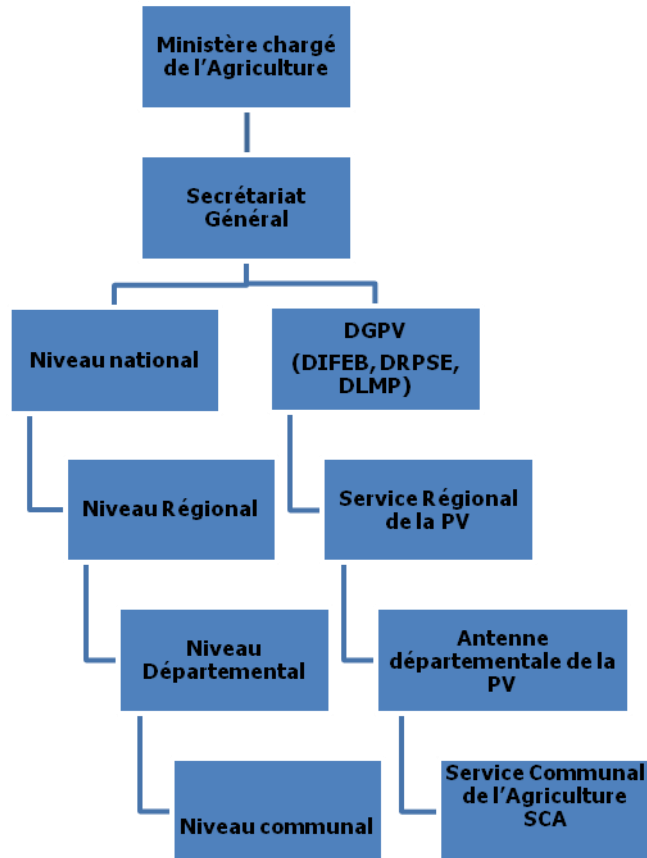 Ministère chargé
de l’Agriculture
Secrétariat
Général
Niveau national
DGPV
(DIFEB, DRPSE,
DLMP)
Niveau Régional
Service Régional
de la PV
Niveau
Départemental
Antenne
départementale de la
PV
Niveau communal
Service Communal
de l’Agriculture
SCA